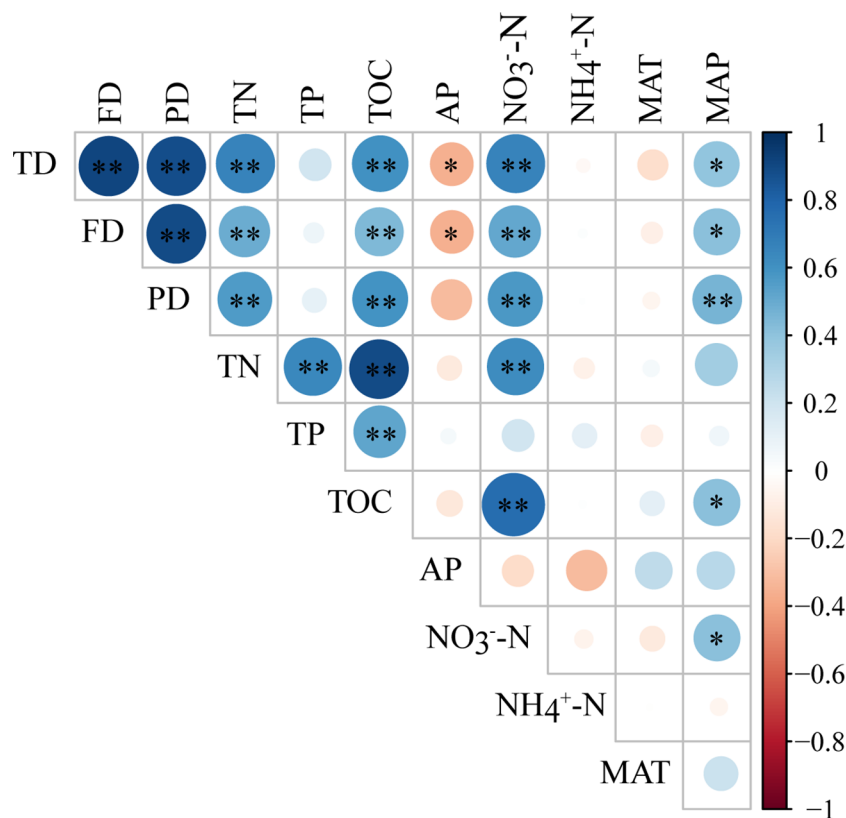 FD PD TN TP TOC AP NO₃⁻-N NH₄⁺-N MAT MAP
TD ** ** ** ** * ** *
FD ** ** ** * ** *
PD ** ** ** **
TN ** ** **
TP **
TOC ** *
AP
NO₃⁻-N *
NH₄⁺-N
MAT
1
0.8
0.6
0.4
0.2
0
−0.2
−0.4
−0.6
−0.8
−1